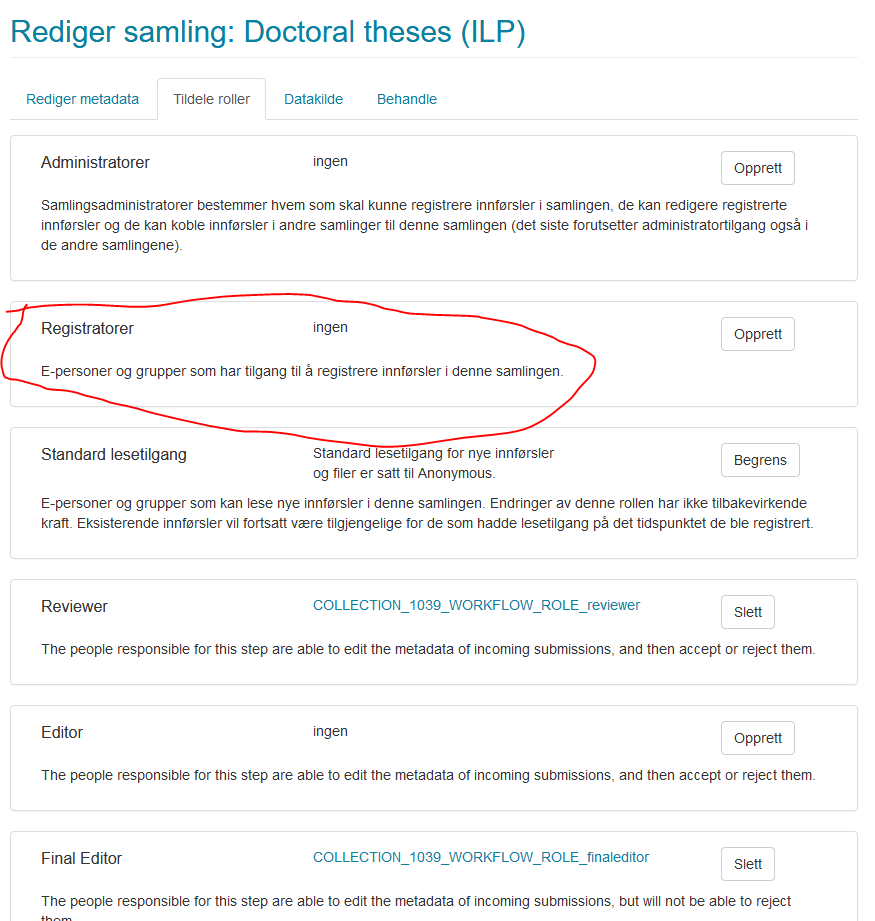 Rediger samling: Doctoral theses (ILP)
Rediger metadata Tildele roller Datakilde Behandle
Administratorer ingen Opprett
Samlingsadministratorer bestemmer hvem som skal kunne registrere innførsler i samlingen, de kan redigere registrerte
innførsler og de kan koble innførsler i andre samlinger til denne samlingen (det siste forutsetter administratortilgang også i
de andre samlingene).
Registratorer ingen Opprett
E-personer og grupper som har tilgang til å registrere innførsler i denne samlingen.
Standard lesetilgang Standard lesetilgang for nye innførsler Begrens
og filer er satt til Anonymous.
E-personer og grupper som kan lese nye innførsler i denne samlingen. Endringer av denne rollen har ikke tilbakevirkende
kraft. Eksisterende innførsler vil fortsatt være tilgjengelige for de som hadde lesetilgang på det tidspunktet de ble registrert.
Reviewer COLLECTION_1039_WORKFLOW_ROLE_reviewer Slett
The people responsible for this step are able to edit the metadata of incoming submissions, and then accept or reject them.
Editor ingen Opprett
The people responsible for this step are able to edit the metadata of incoming submissions, and then accept or reject them.
Final Editor COLLECTION_1039_WORKFLOW_ROLE_finaleditor Slett
The people responsible for this step are able to edit the metadata of incoming submissions, but will not be able to reject
them.